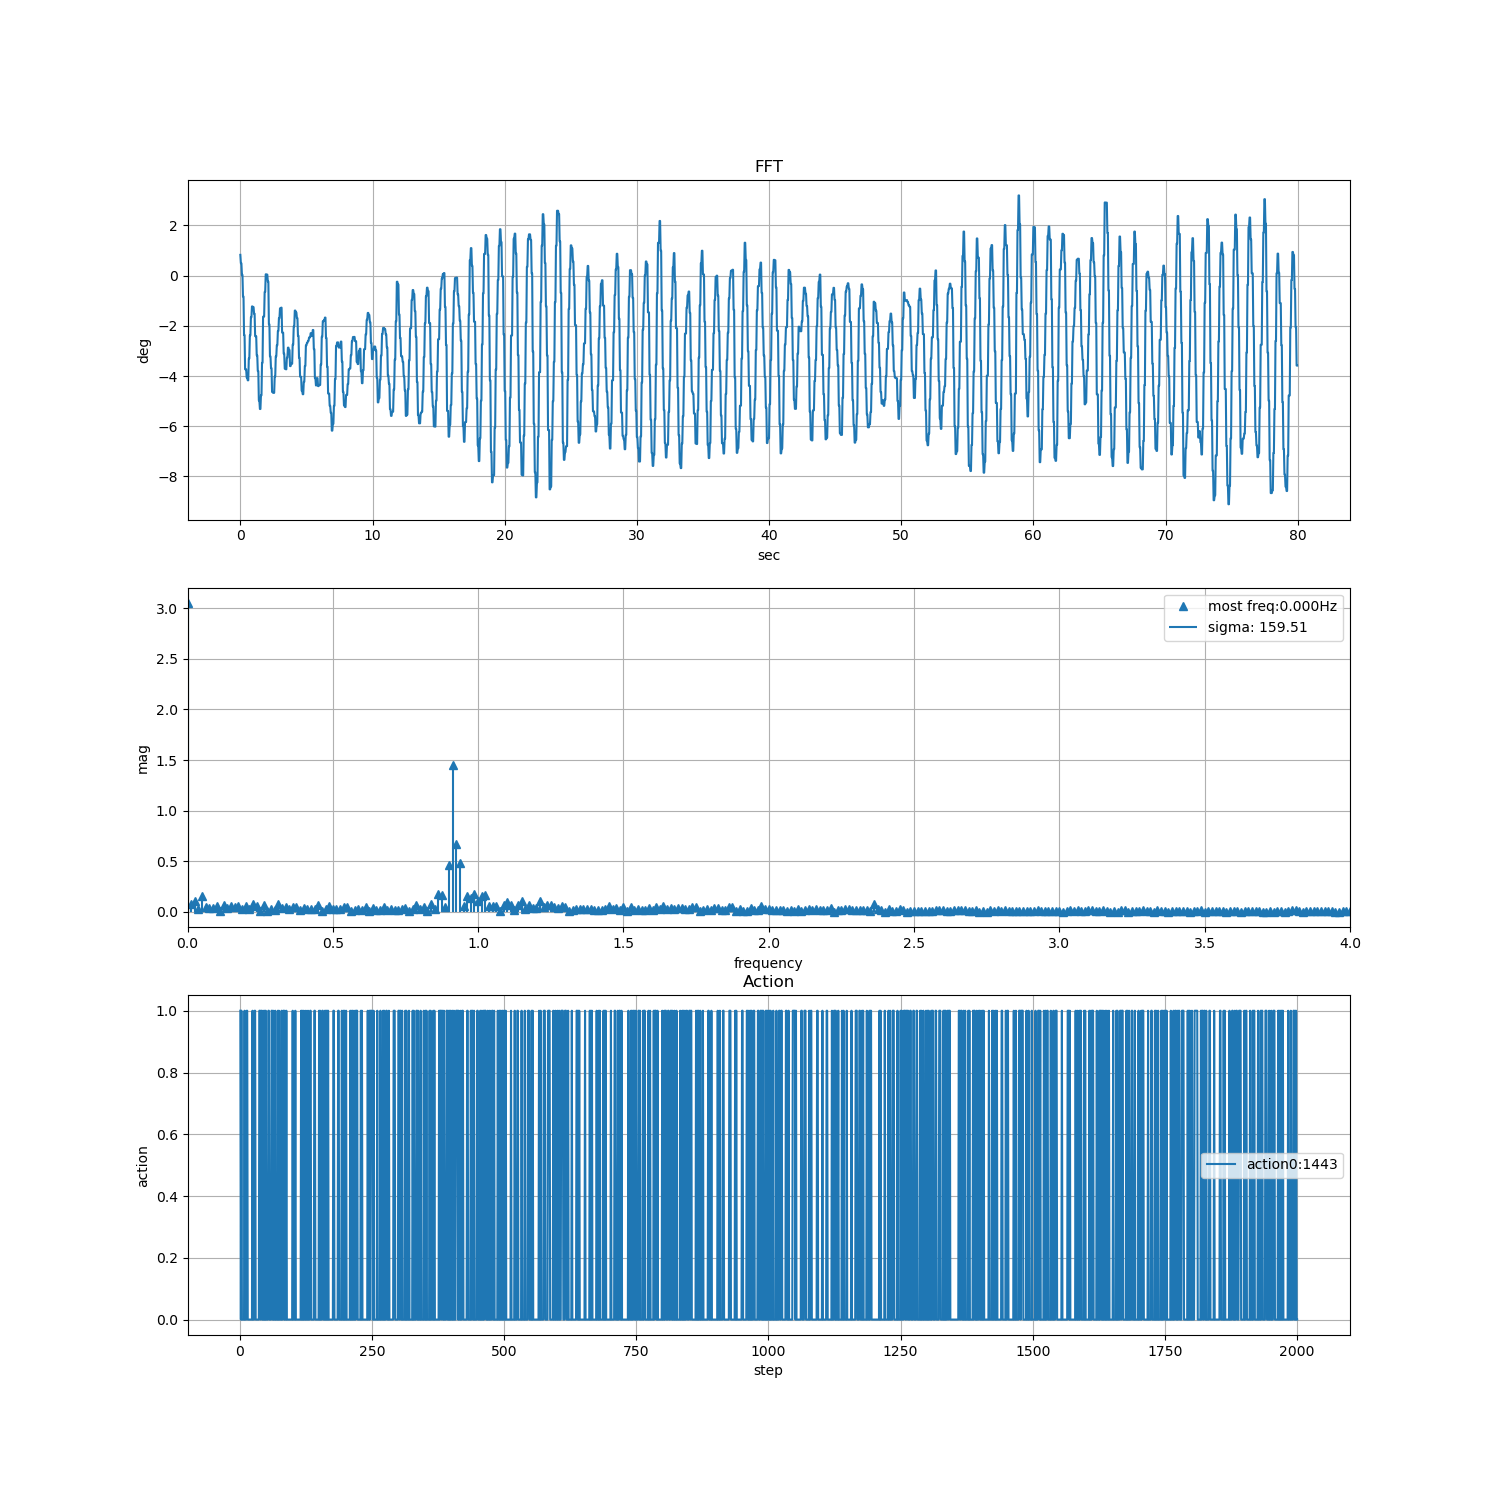 FFT
2
0
−2
−4
−6
−8
deg
0 10 20 30 40 50 60 70 80
sec
3.0
2.5
2.0
1.5
1.0
0.5
0.0
mag
most freq:0.000Hz
sigma: 159.51
0.0 0.5 1.0 1.5 2.0 2.5 3.0 3.5 4.0
frequency
Action
1.0
0.8
0.6
0.4
0.2
0.0
action
action0:1443
0 250 500 750 1000 1250 1500 1750 2000
step